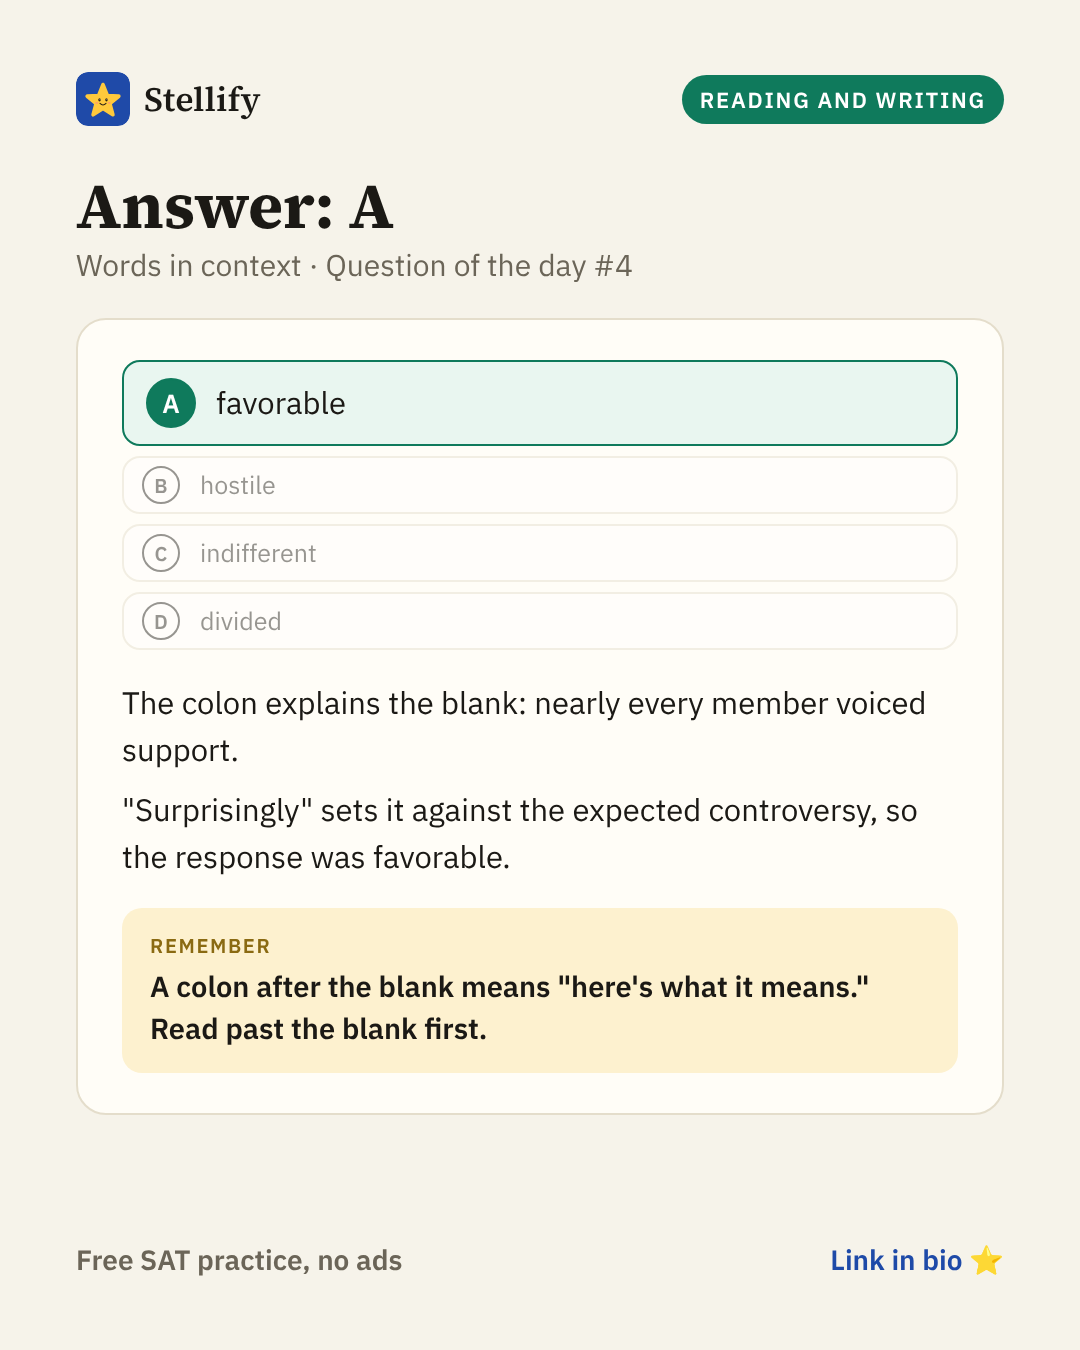 Stellify
READING AND WRITING
Answer: A
Words in context · Question of the day #4
A favorable
B hostile
C indifferent
D divided
The colon explains the blank: nearly every member voiced
support.
"Surprisingly" sets it against the expected controversy, so
the response was favorable.
REMEMBER
A colon after the blank means "here's what it means."
Read past the blank first.
Free SAT practice, no ads
Link in bio ⭐